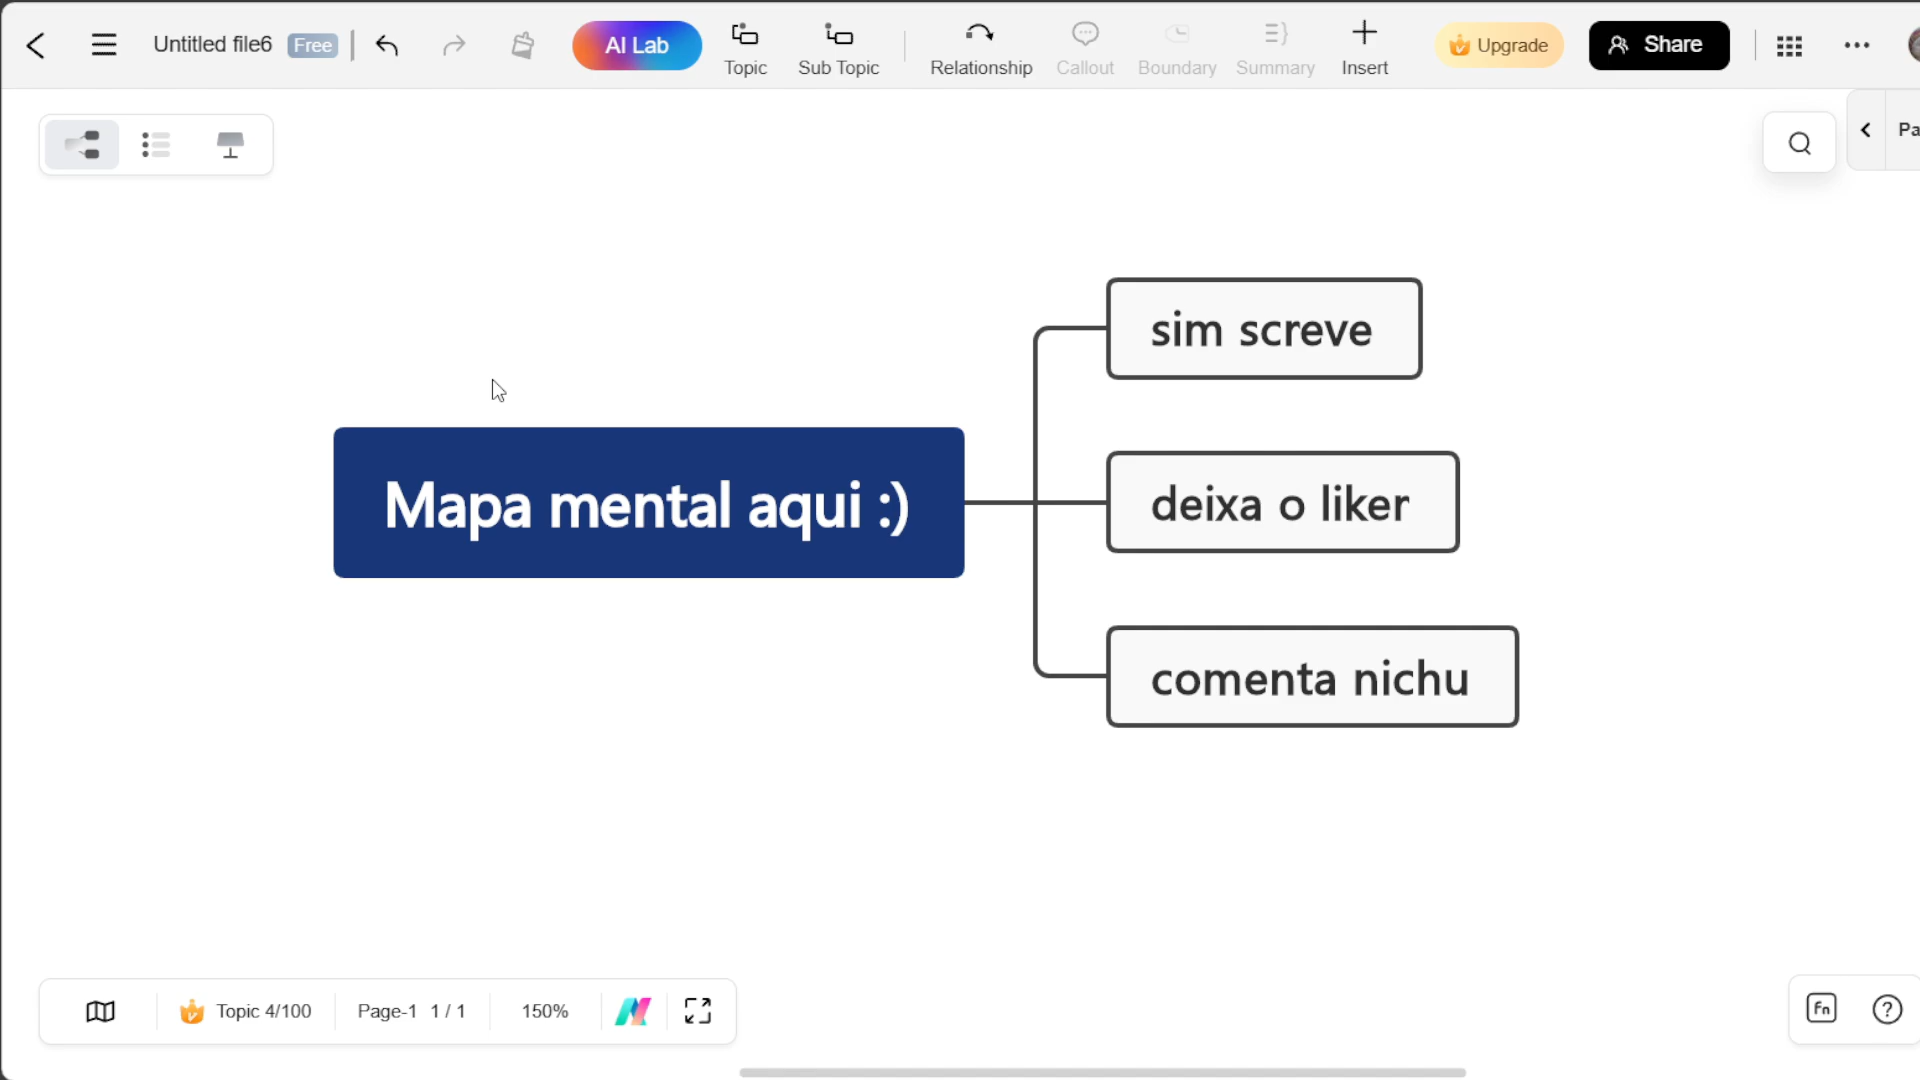 Untitled file6 Free
AI Lab
Topic
Sub Topic
Relationship
Callout
Boundary
Summary
Insert
Upgrade
Share
Pa
sim screve
Mapa mental aqui :)
deixa o liker
comenta nichu
Topic 4/100
Page-1 1 / 1
150%
Fn
?